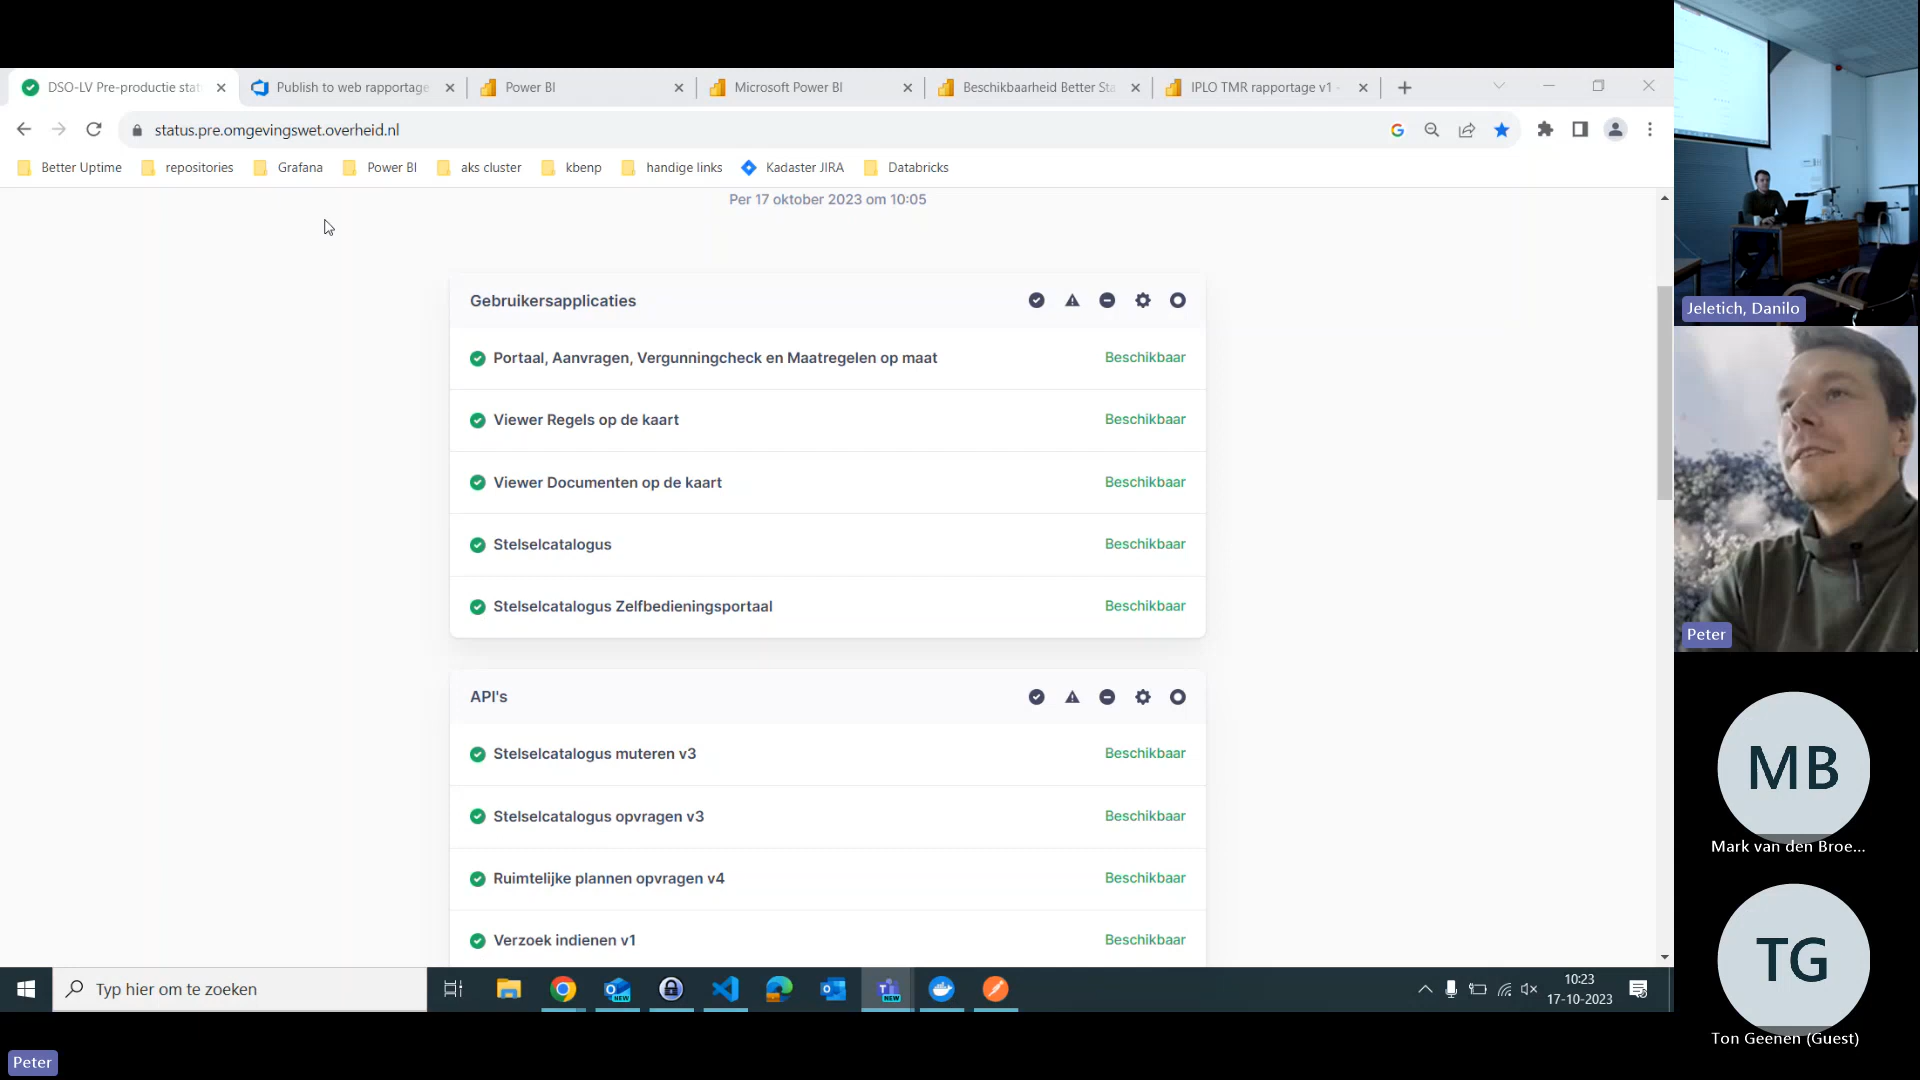 DSO-LV Pre-productie stat
Publish to web rapportage
Power BI
Microsoft Power BI
Beschikbaarheid Better Sta
IPLO TMR rapportage v1 -
status.pre.omgevingswet.overheid.nl
Better Uptime
repositories
Grafana
Power BI
aks cluster
kbenp
handige links
Kadaster JIRA
Databricks
Per 17 oktober 2023 om 10:05
Gebruikersapplicaties
Portaal, Aanvragen, Vergunningcheck en Maatregelen op maat Beschikbaar
Viewer Regels op de kaart Beschikbaar
Viewer Documenten op de kaart Beschikbaar
Stelselcatalogus Beschikbaar
Stelselcatalogus Zelfbedieningsportaal Beschikbaar
API's
Stelselcatalogus muteren v3 Beschikbaar
Stelselcatalogus opvragen v3 Beschikbaar
Ruimtelijke plannen opvragen v4 Beschikbaar
Verzoek indienen v1 Beschikbaar
Typ hier om te zoeken
NEW
NEW
10:23
17-10-2023
Peter
Jeletich, Danilo
Peter
MB
Mark van den Broe...
TG
Ton Geenen (Guest)